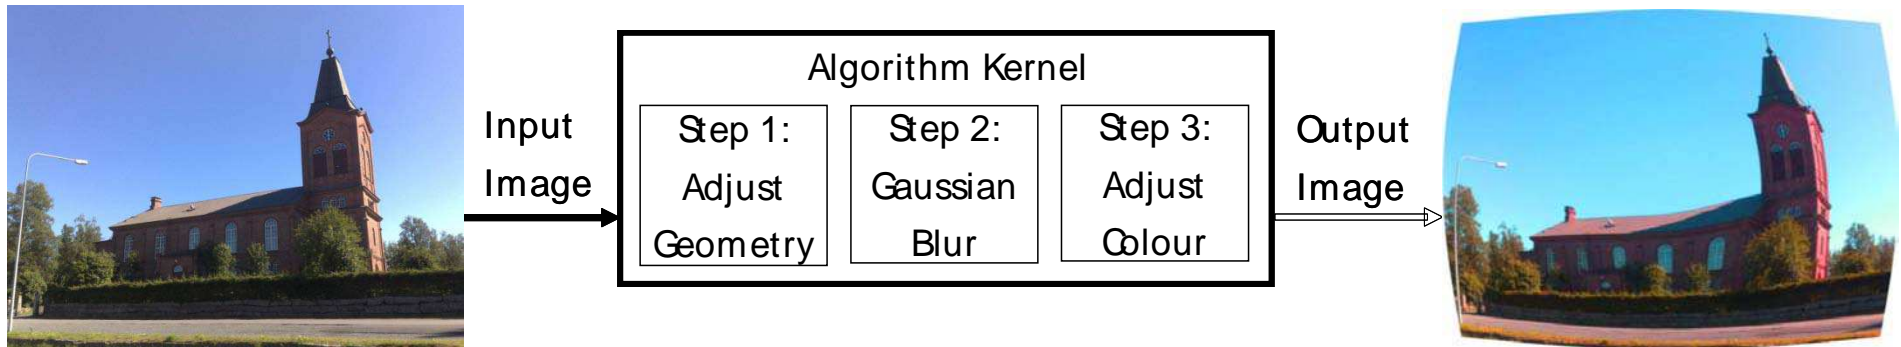 Input
Image
Algorithm Kernel
Step 1:
Adjust
Geometry
Step 2:
Gaussian
Blur
Step 3:
Adjust
Colour
Output
Image